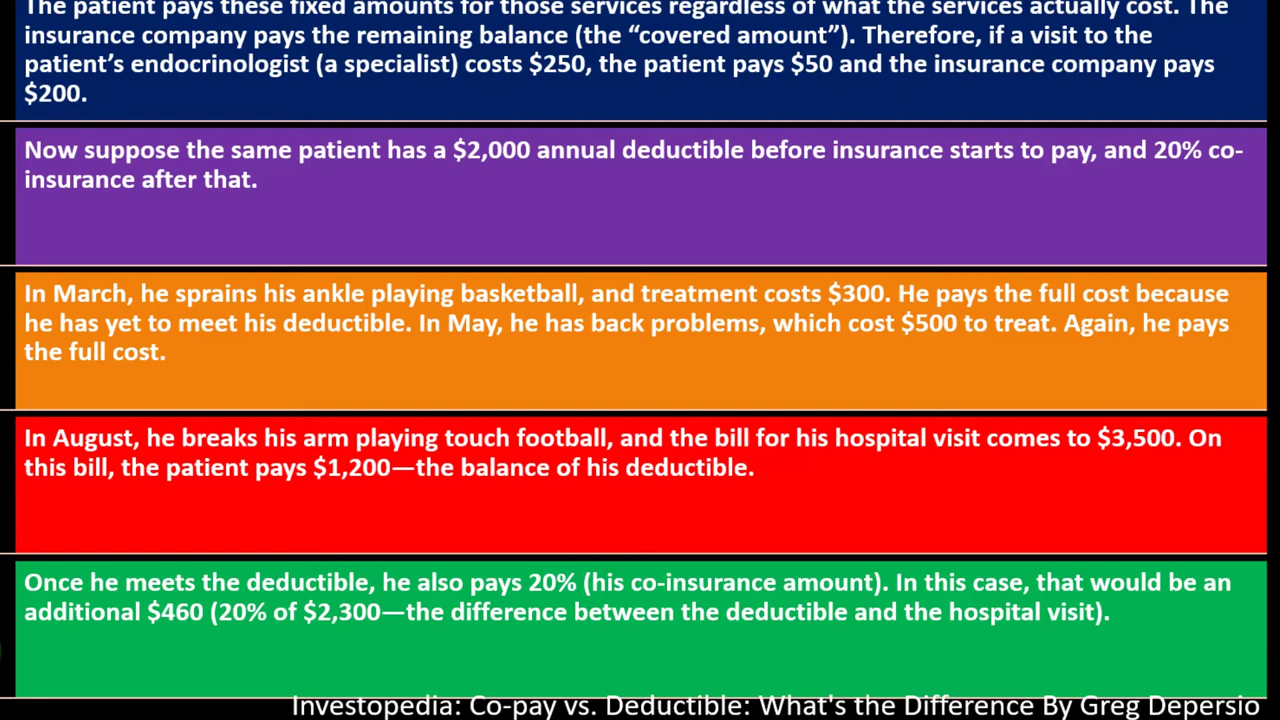 The patient pays these fixed amounts for those services regardless of what the services actually cost. The
insurance company pays the remaining balance (the “covered amount”). Therefore, if a visit to the
patient’s endocrinologist (a specialist) costs $250, the patient pays $50 and the insurance company pays
$200.
Now suppose the same patient has a $2,000 annual deductible before insurance starts to pay, and 20% co-
insurance after that.
In March, he sprains his ankle playing basketball, and treatment costs $300. He pays the full cost because
he has yet to meet his deductible. In May, he has back problems, which cost $500 to treat. Again, he pays
the full cost.
In August, he breaks his arm playing touch football, and the bill for his hospital visit comes to $3,500. On
this bill, the patient pays $1,200—the balance of his deductible.
Once he meets the deductible, he also pays 20% (his co-insurance amount). In this case, that would be an
additional $460 (20% of $2,300—the difference between the deductible and the hospital visit).
Investopedia: Co-pay vs. Deductible: What's the Difference By Greg Depersio